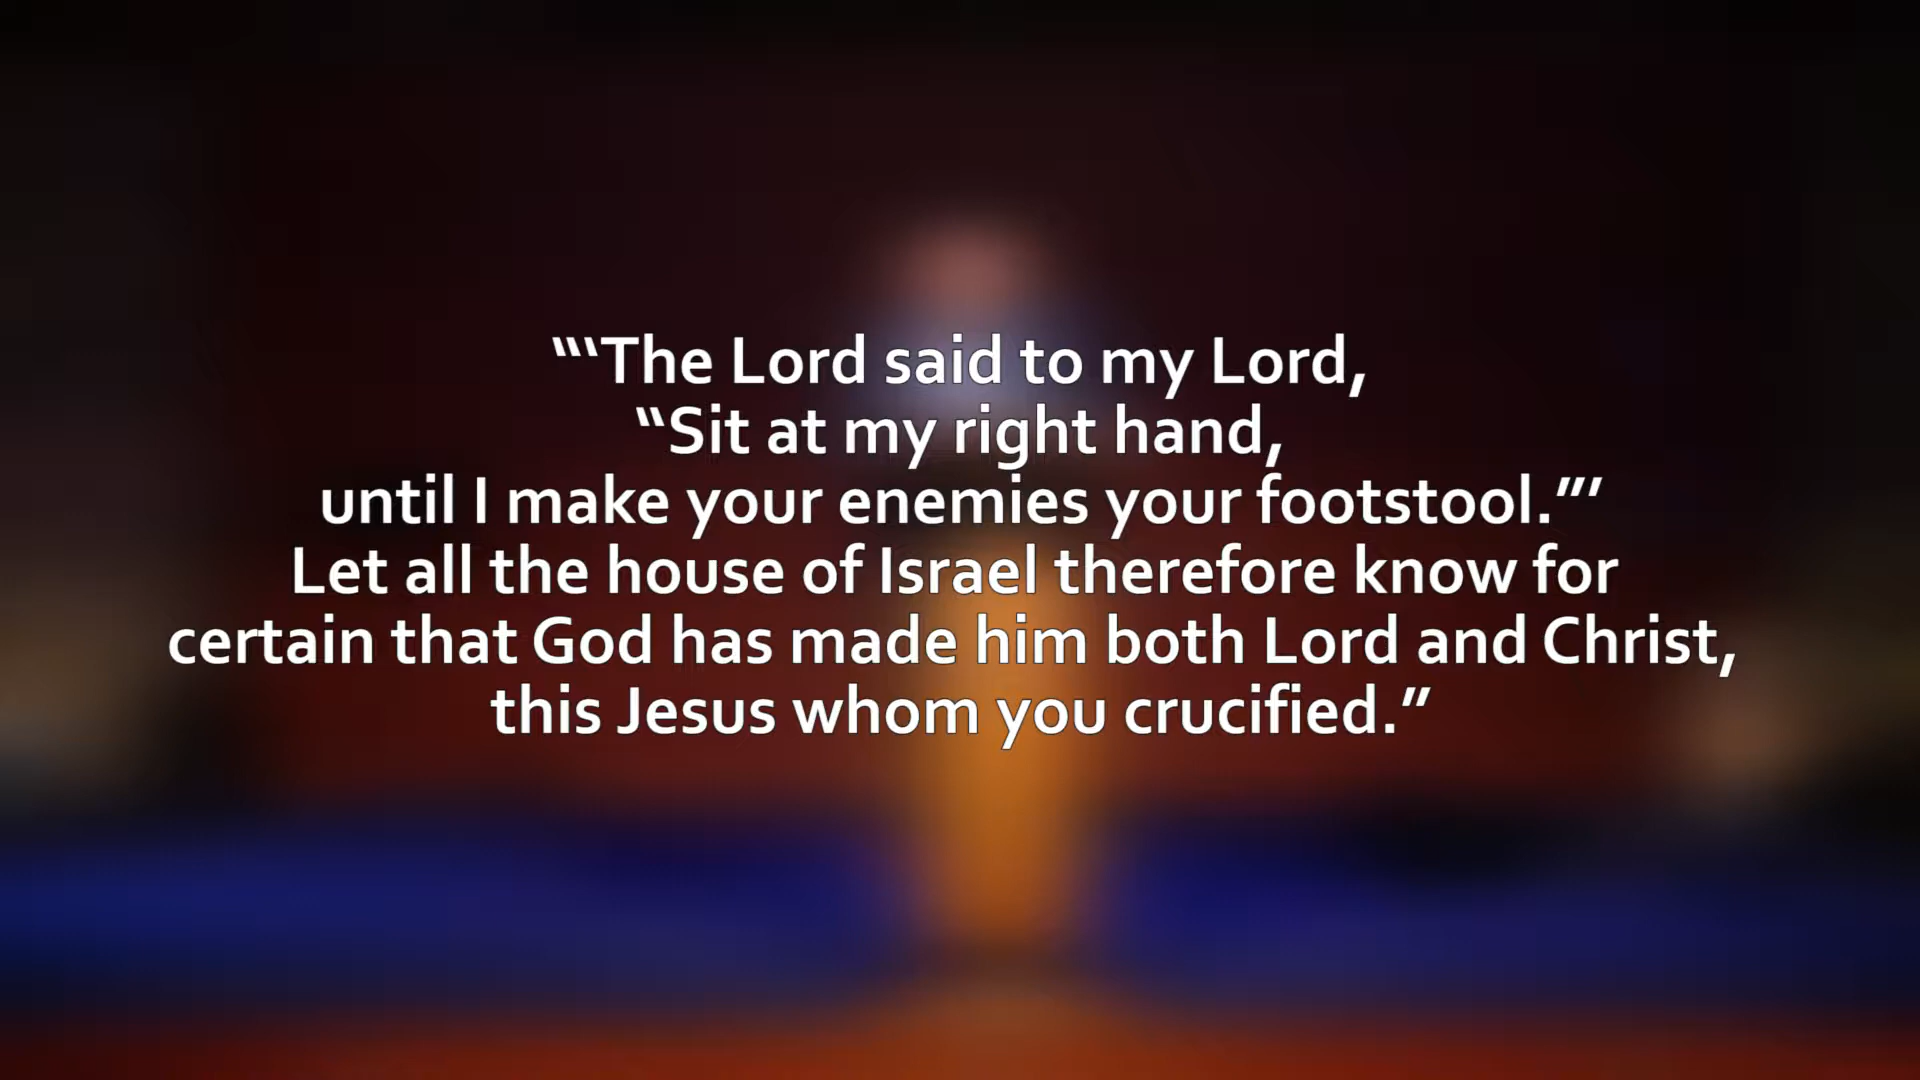 “‘The Lord said to my Lord,
“Sit at my right hand,
until I make your enemies your footstool.”’
Let all the house of Israel therefore know for
certain that God has made him both Lord and Christ,
this Jesus whom you crucified.”